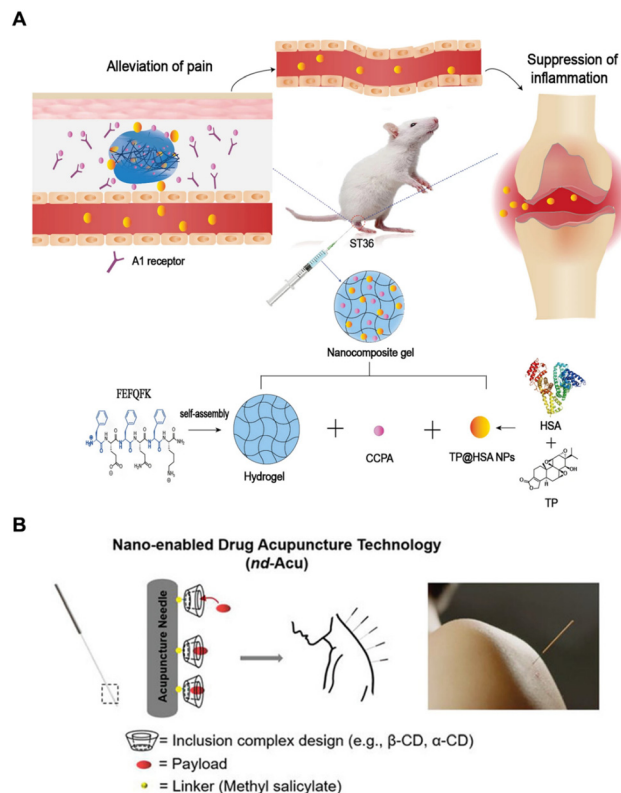 A
Alleviation of pain
Suppression of
inflammation
A1 receptor
ST36
Nanocomposite gel
FEFQFK
self-assembly
Hydrogel
+
CCPA
+
TP@HSA NPs
HSA
+
TP
B
Nano-enabled Drug Acupuncture Technology
(nd-Acu)
Acupuncture Needle
= Inclusion complex design (e.g., β-CD, α-CD)
= Payload
= Linker (Methyl salicylate)